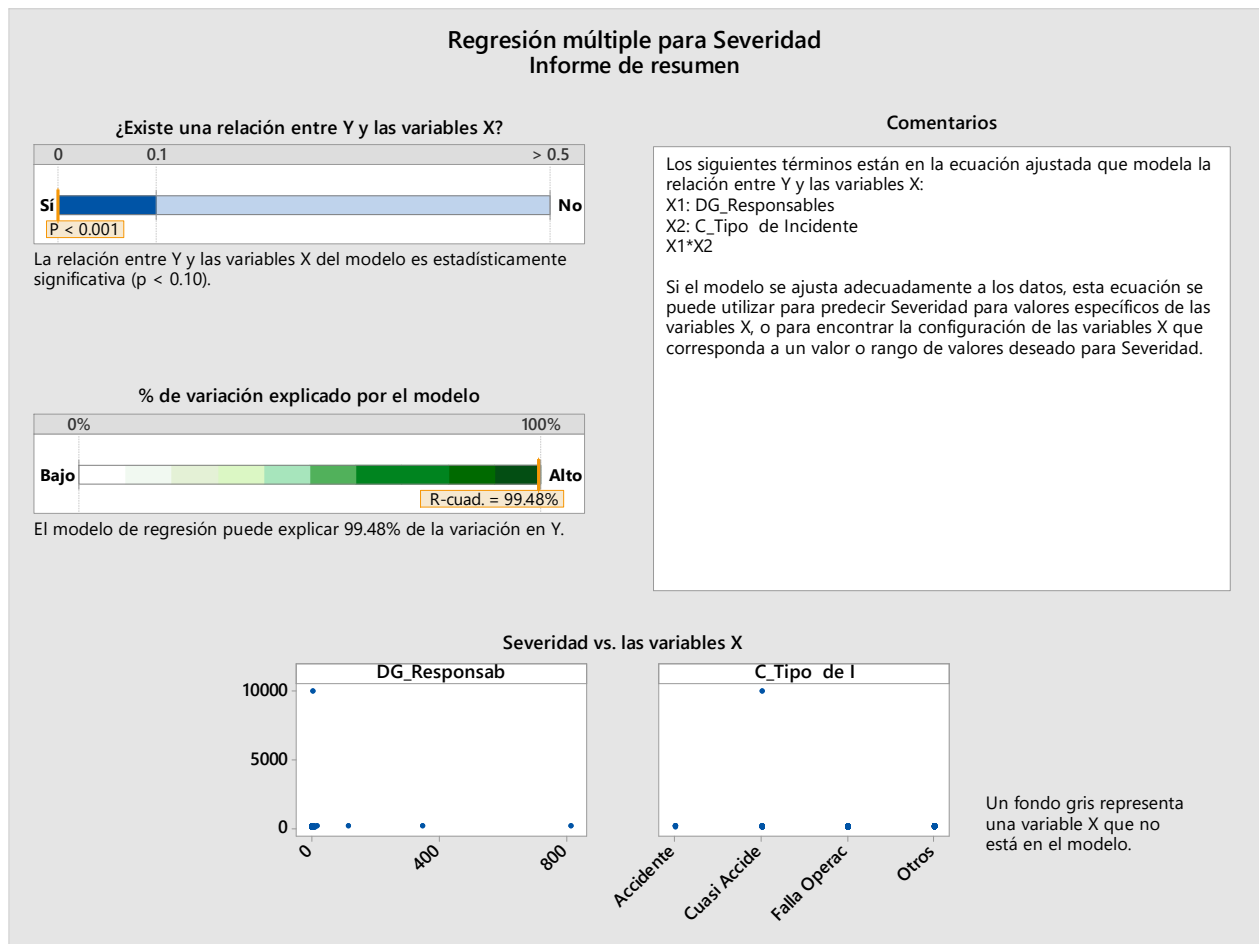 Regresión múltiple para Severidad
Informe de resumen
¿Existe una relación entre Y y las variables X?
0 0.1 > 0.5
Sí No
P < 0.001
La relación entre Y y las variables X del modelo es estadísticamente
significativa (p < 0.10).
% de variación explicado por el modelo
0% 100%
Bajo Alto
R-cuad. = 99.48%
El modelo de regresión puede explicar 99.48% de la variación en Y.
Comentarios
Los siguientes términos están en la ecuación ajustada que modela la
relación entre Y y las variables X:
X1: DG_Responsables
X2: C_Tipo de Incidente
X1*X2
Si el modelo se ajusta adecuadamente a los datos, esta ecuación se
puede utilizar para predecir Severidad para valores específicos de las
variables X, o para encontrar la configuración de las variables X que
corresponda a un valor o rango de valores deseado para Severidad.
Severidad vs. las variables X
DG_Responsab
C_Tipo de I
10000
5000
0
0
400
800
Accidente
Cuasi Accide
Falla Operac
Otros
Un fondo gris representa
una variable X que no
está en el modelo.